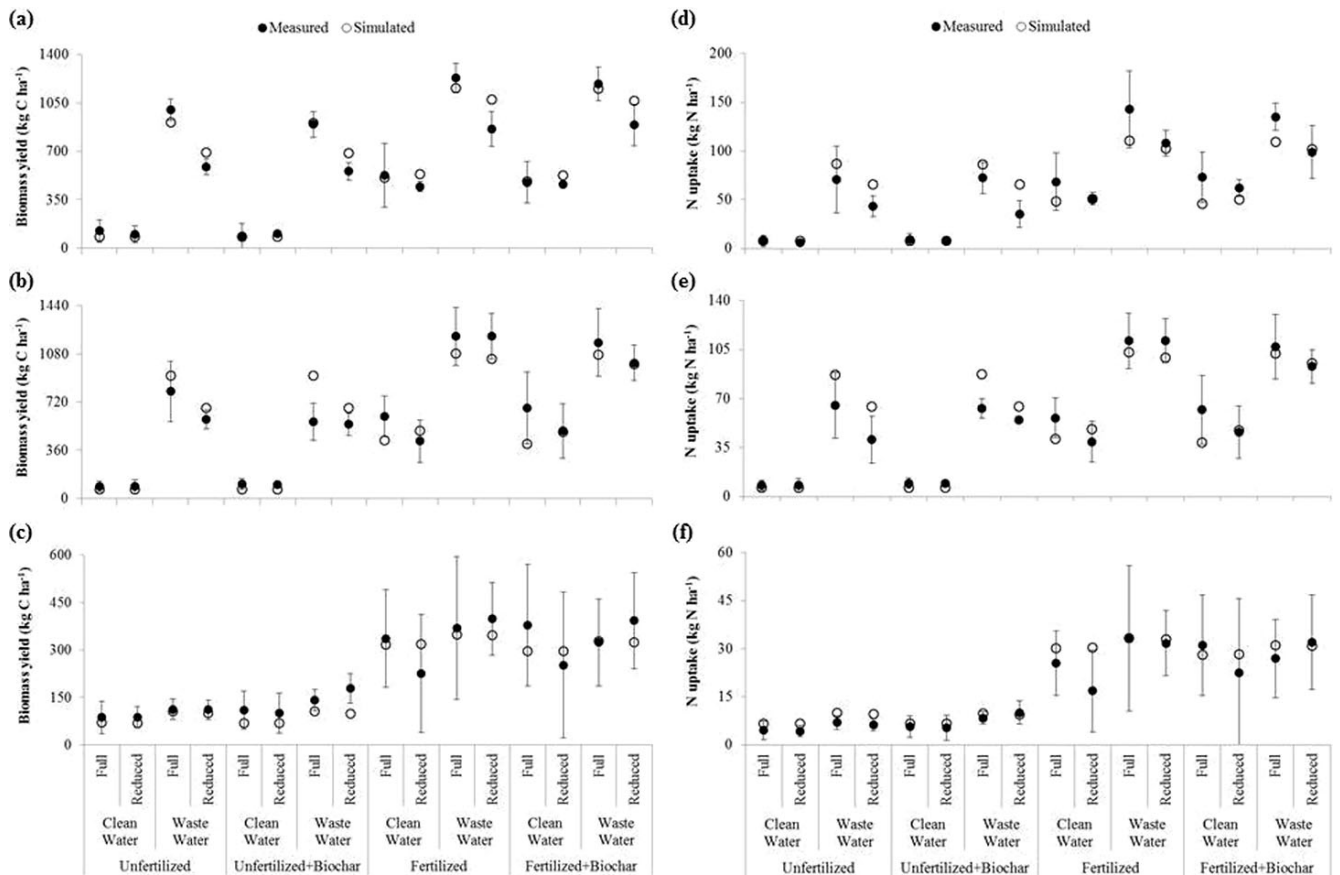 (a)
Measured Simulated
Biomass yield (kg C ha⁻¹)
1400
1050
700
350
0
(b)
Biomass yield (kg C ha⁻¹)
1440
1080
720
360
0
(c)
Biomass yield (kg C ha⁻¹)
600
450
300
150
0
Full Reduced Full Reduced Full Reduced Full Reduced Full Reduced Full Reduced Full Reduced Full Reduced
Clean Water Waste Water Clean Water Waste Water Clean Water Waste Water Clean Water Waste Water
Unfertilized Unfertilized+Biochar Fertilized Fertilized+Biochar
(d)
Measured Simulated
N uptake (kg N ha⁻¹)
200
150
100
50
0
(e)
N uptake (kg N ha⁻¹)
140
105
70
35
0
(f)
N uptake (kg N ha⁻¹)
60
45
30
15
0
Full Reduced Full Reduced Full Reduced Full Reduced Full Reduced Full Reduced Full Reduced Full Reduced
Clean Water Waste Water Clean Water Waste Water Clean Water Waste Water Clean Water Waste Water
Unfertilized Unfertilized+Biochar Fertilized Fertilized+Biochar